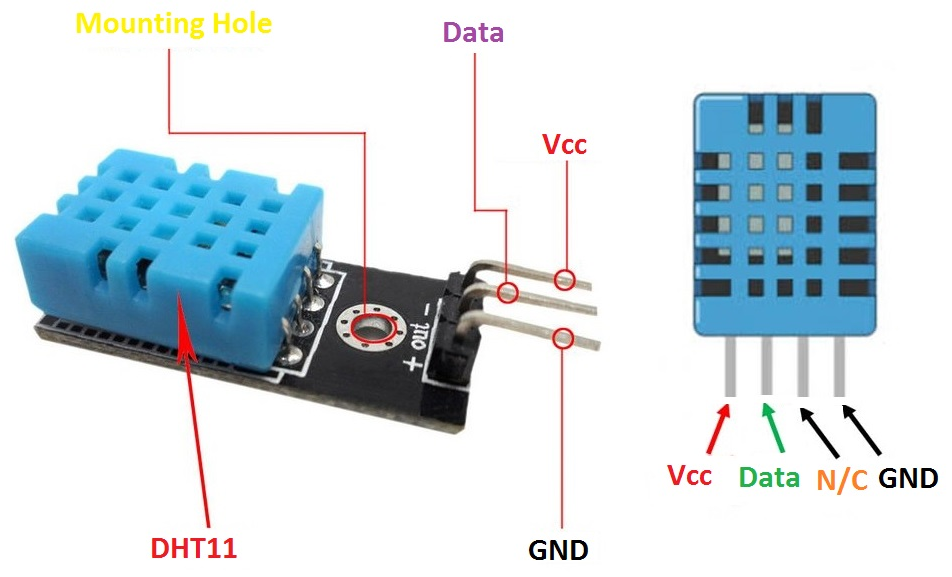 Mounting Hole
Data
Vcc
+ out -
DHT11
GND
Vcc
Data
N/C
GND